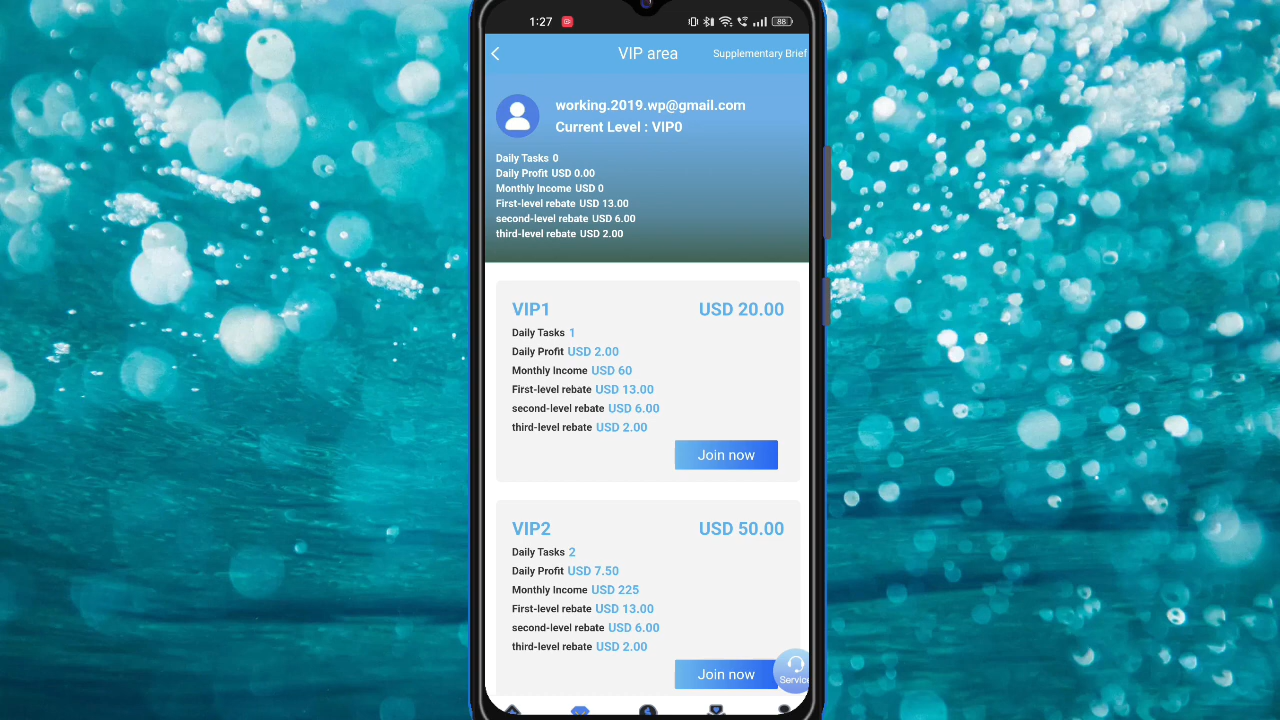 1:27
88
VIP area
Supplementary Brief
working.2019.wp@gmail.com
Current Level : VIP0
Daily Tasks 0
Daily Profit USD 0.00
Monthly Income USD 0
First-level rebate USD 13.00
second-level rebate USD 6.00
third-level rebate USD 2.00
VIP1 USD 20.00
Daily Tasks 1
Daily Profit USD 2.00
Monthly Income USD 60
First-level rebate USD 13.00
second-level rebate USD 6.00
third-level rebate USD 2.00
Join now
VIP2 USD 50.00
Daily Tasks 2
Daily Profit USD 7.50
Monthly Income USD 225
First-level rebate USD 13.00
second-level rebate USD 6.00
third-level rebate USD 2.00
Join now
Service